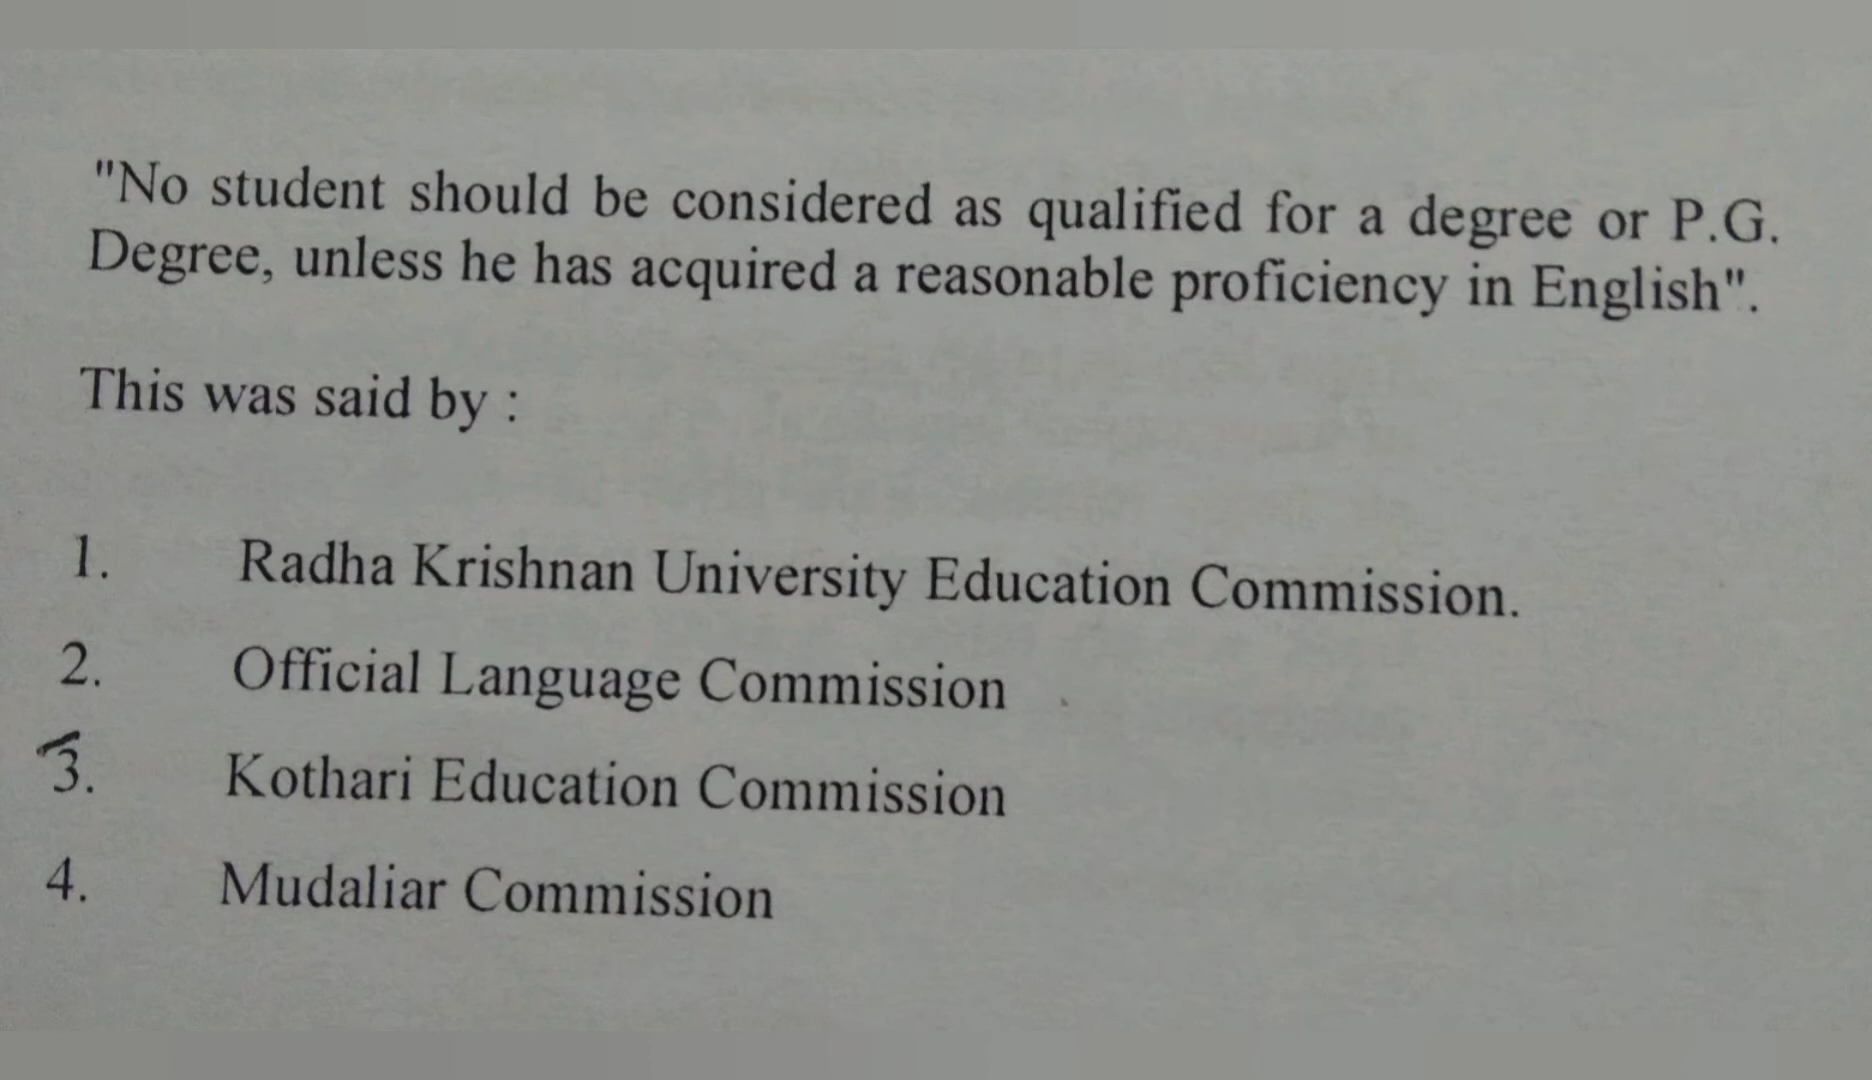 "No student should be considered as qualified for a degree or P.G.
Degree, unless he has acquired a reasonable proficiency in English".
This was said by :
1. Radha Krishnan University Education Commission.
2. Official Language Commission
3. Kothari Education Commission
4. Mudaliar Commission